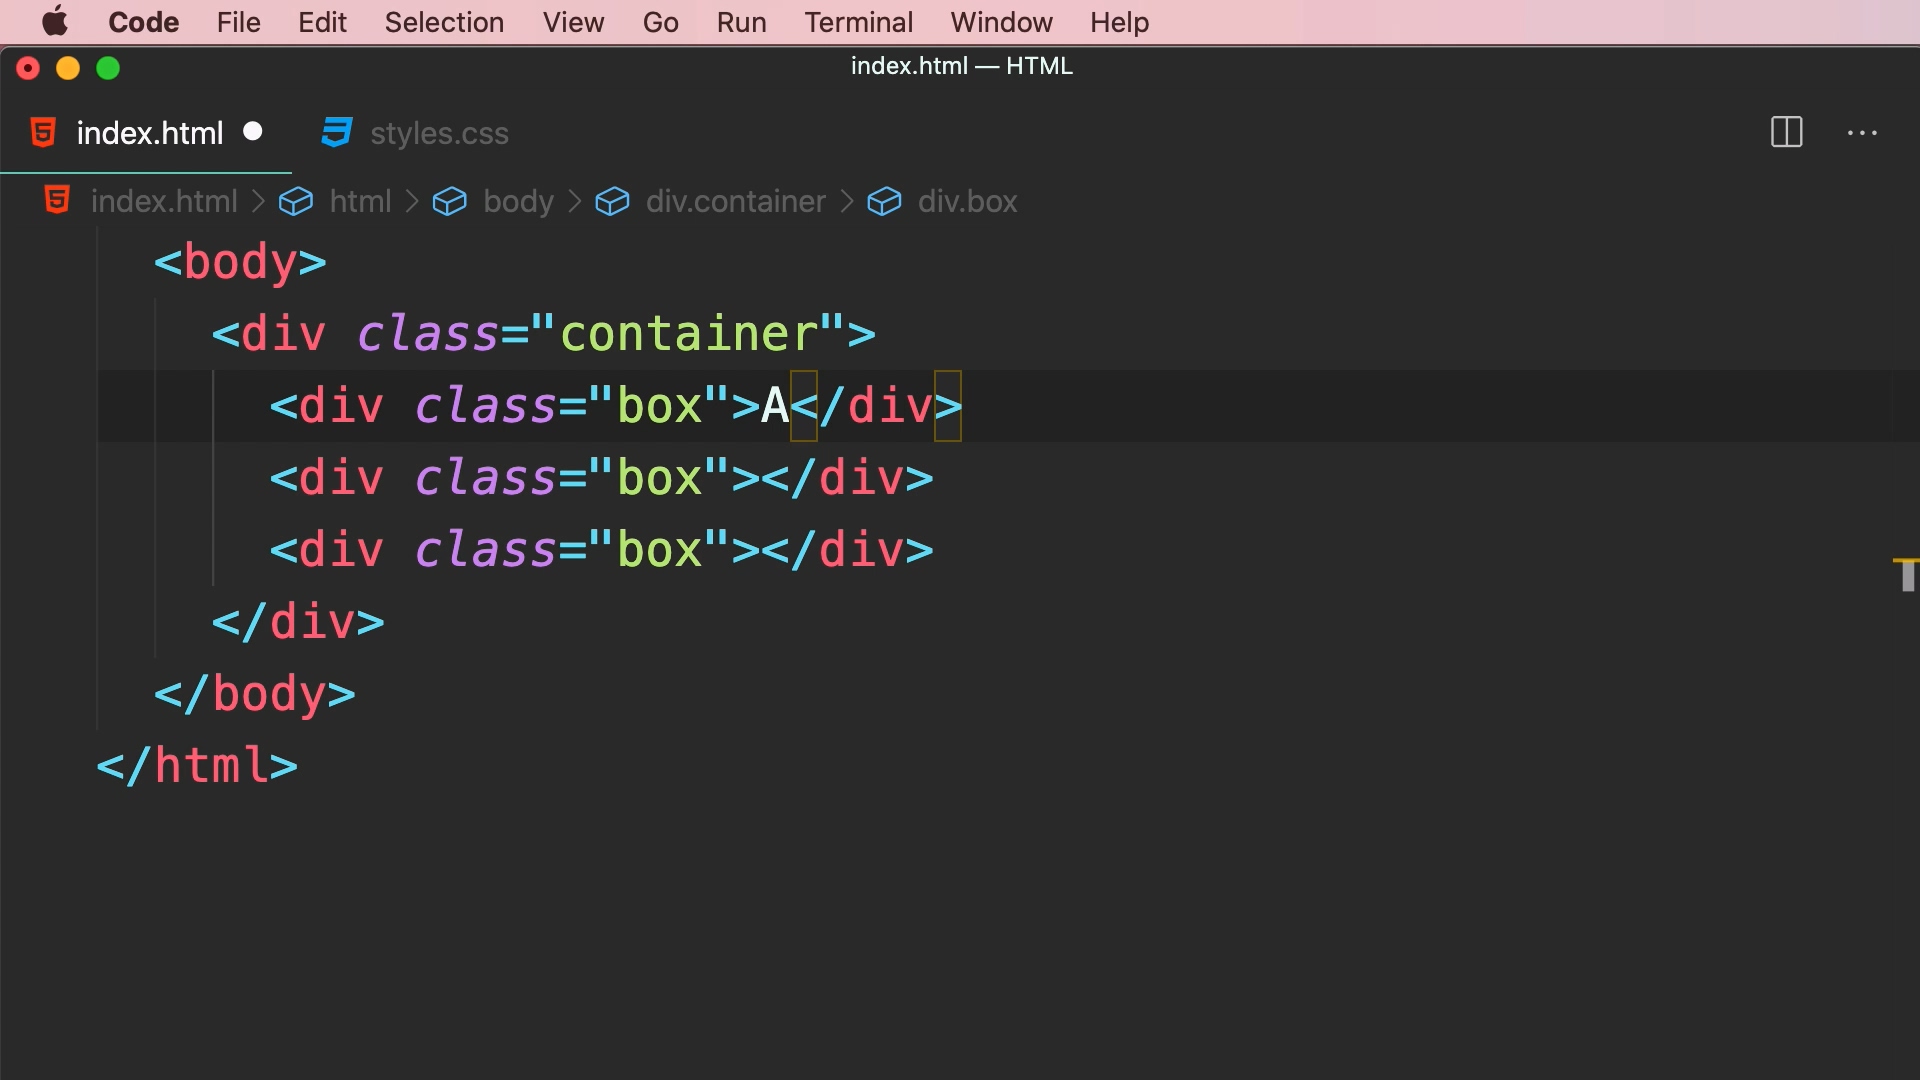 Code File Edit Selection View Go Run Terminal Window Help
index.html — HTML
index.html styles.css
index.html > html > body > div.container > div.box
<body>
<div class="container">
<div class="box">A</div>
<div class="box"></div>
<div class="box"></div>
</div>
</body>
</html>